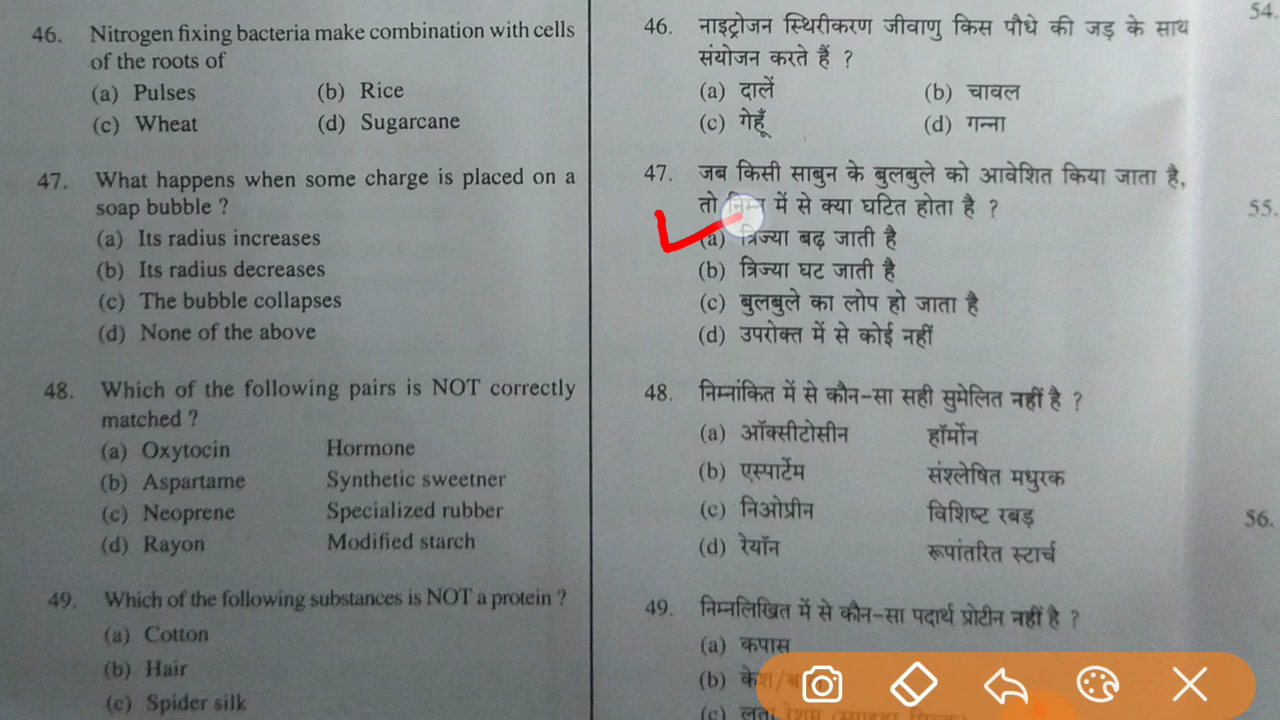 46. Nitrogen fixing bacteria make combination with cells
of the roots of
(a) Pulses (b) Rice
(c) Wheat (d) Sugarcane
47. What happens when some charge is placed on a
soap bubble ?
(a) Its radius increases
(b) Its radius decreases
(c) The bubble collapses
(d) None of the above
48. Which of the following pairs is NOT correctly
matched ?
(a) Oxytocin Hormone
(b) Aspartame Synthetic sweetner
(c) Neoprene Specialized rubber
(d) Rayon Modified starch
49. Which of the following substances is NOT a protein ?
(a) Cotton
(b) Hair
(c) Spider silk
46. नाइट्रोजन स्थिरीकरण जीवाणु किस पौधे की जड़ के साथ
संयोजन करते हैं ?
(a) दालें (b) चावल
(c) गेहूँ (d) गन्ना
47. जब किसी साबुन के बुलबुले को आवेशित किया जाता है,
तो निम्न में से क्या घटित होता है ?
(a) त्रिज्या बढ़ जाती है
(b) त्रिज्या घट जाती है
(c) बुलबुले का लोप हो जाता है
(d) उपरोक्त में से कोई नहीं
48. निम्नांकित में से कौन-सा सही सुमेलित नहीं है ?
(a) ऑक्सीटोसीन हॉर्मोन
(b) एस्पार्टेम संश्लेषित मधुरक
(c) निओप्रीन विशिष्ट रबड़
(d) रेयॉन रूपांतरित स्टार्च
49. निम्नलिखित में से कौन-सा पदार्थ प्रोटीन नहीं है ?
(a) कपास
(b)
(c)
54.
55.
56.